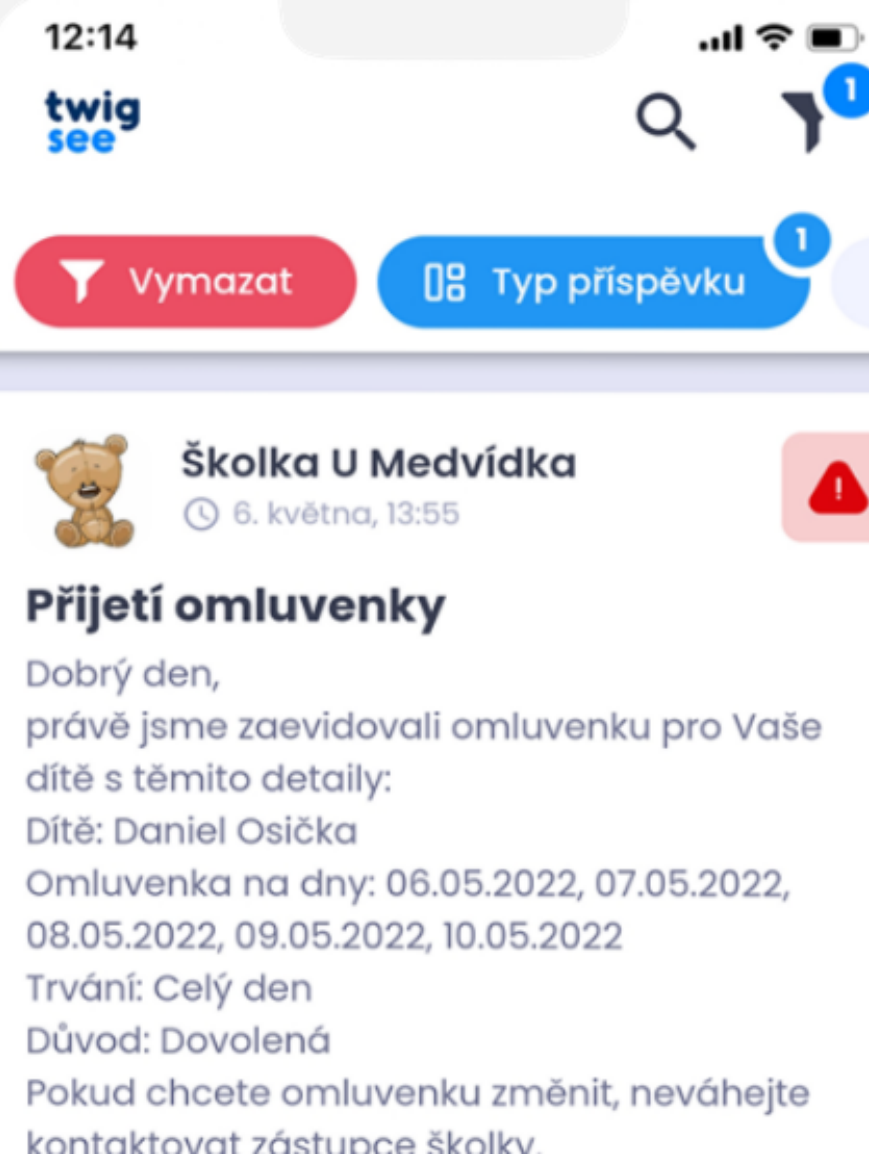 12:14
twig
see
1
Vymazat
Typ příspěvku
1
Školka U Medvídka
6. května, 13:55
Přijetí omluvenky
Dobrý den,
právě jsme zaevidovali omluvenku pro Vaše
dítě s těmito detaily:
Dítě: Daniel Osička
Omluvenka na dny: 06.05.2022, 07.05.2022,
08.05.2022, 09.05.2022, 10.05.2022
Trvání: Celý den
Důvod: Dovolená
Pokud chcete omluvenku změnit, neváhejte
kontaktovat zástupce školky.